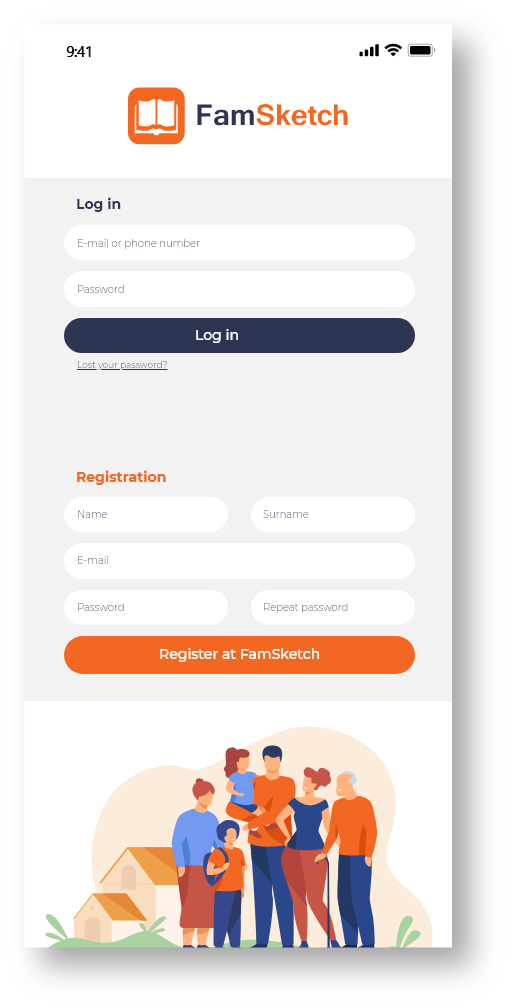 9:41
FamSketch
Log in
E-mail or phone number
Password
Log in
Lost your password?
Registration
Name Surname
E-mail
Password Repeat password
Register at FamSketch